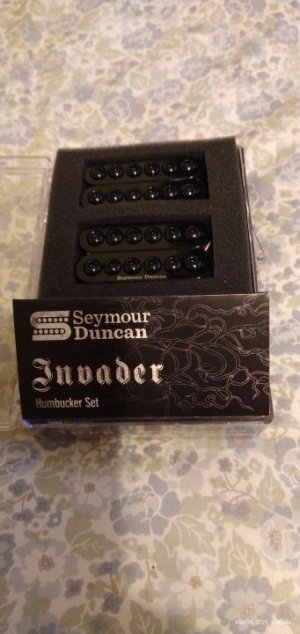 Seymour Duncan
Seymour
Duncan
Invader
Humbucker Set